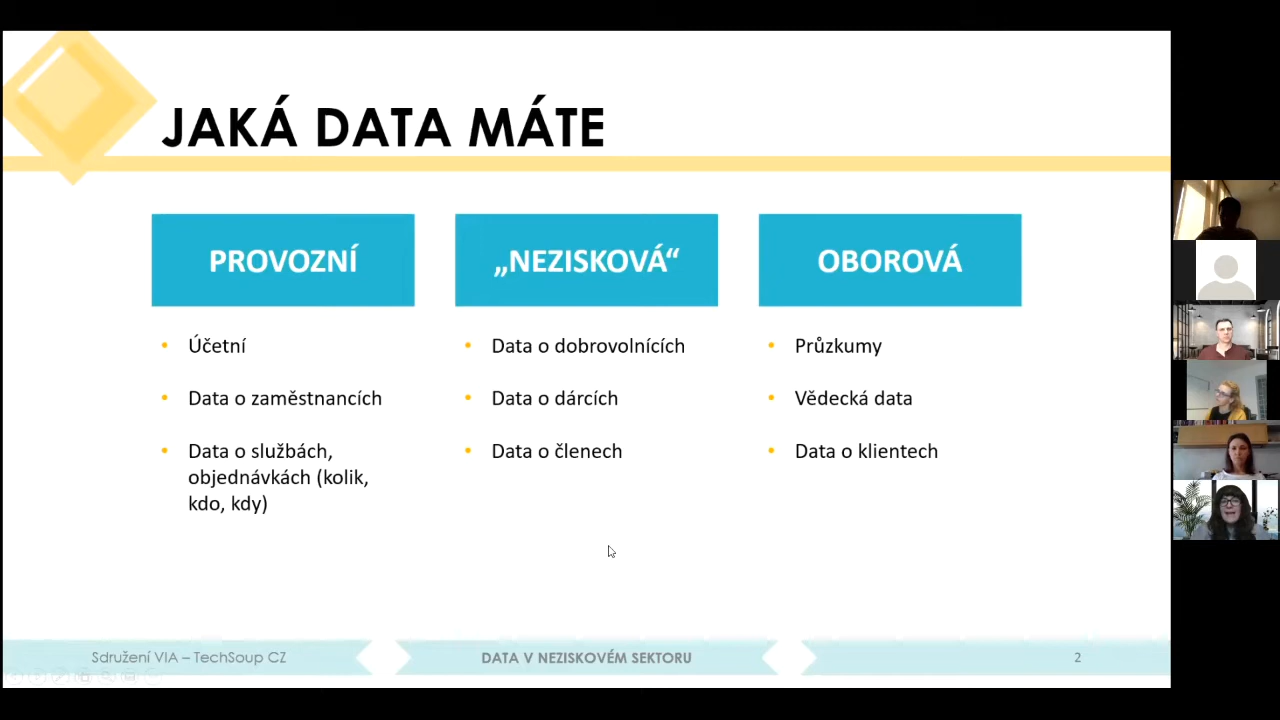 JAKÁ DATA MÁTE
PROVOZNÍ
• Účetní
• Data o zaměstnancích
• Data o službách,
objednávkách (kolik,
kdo, kdy)
„NEZISKOVÁ“
• Data o dobrovolnících
• Data o dárcích
• Data o členech
OBOROVÁ
• Průzkumy
• Vědecká data
• Data o klientech
Sdružení VIA – TechSoup CZ
DATA V NEZISKOVÉM SEKTORU
2